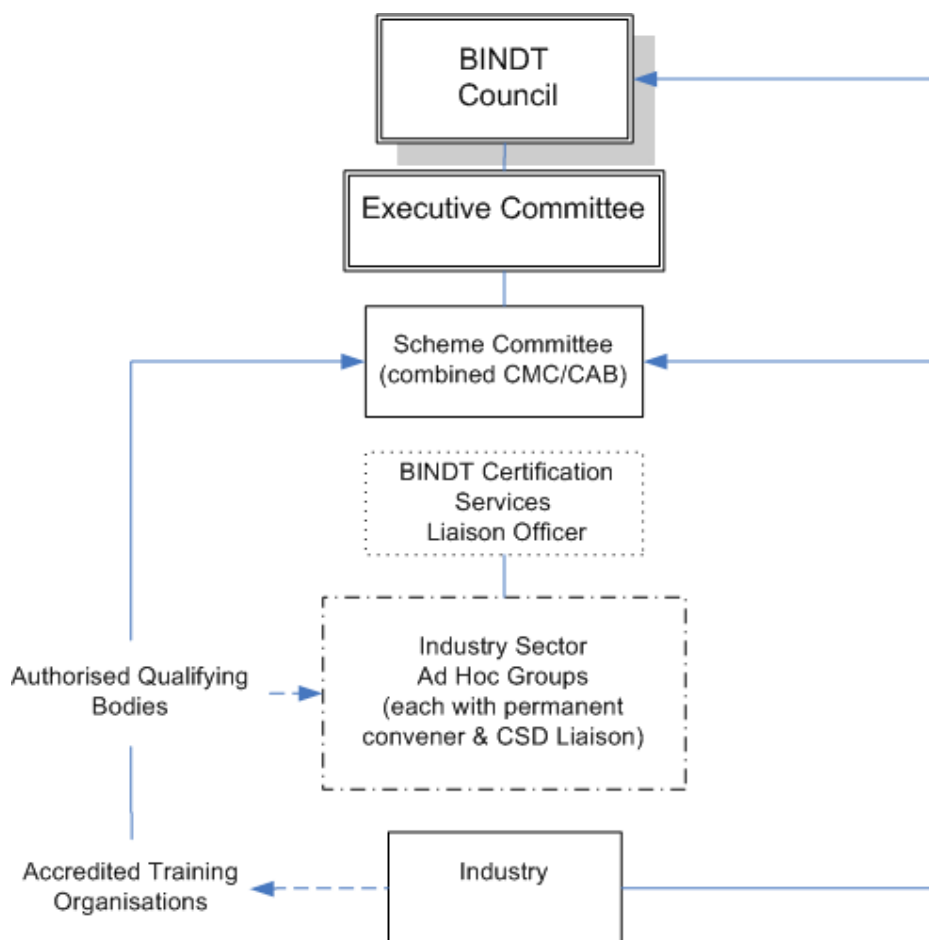 BINDT
Council
Executive Committee
Scheme Committee
(combined CMC/CAB)
BINDT Certification
Services
Liaison Officer
Industry Sector
Ad Hoc Groups
(each with permanent
convener & CSD Liaison)
Authorised Qualifying
Bodies
Accredited Training
Organisations
Industry